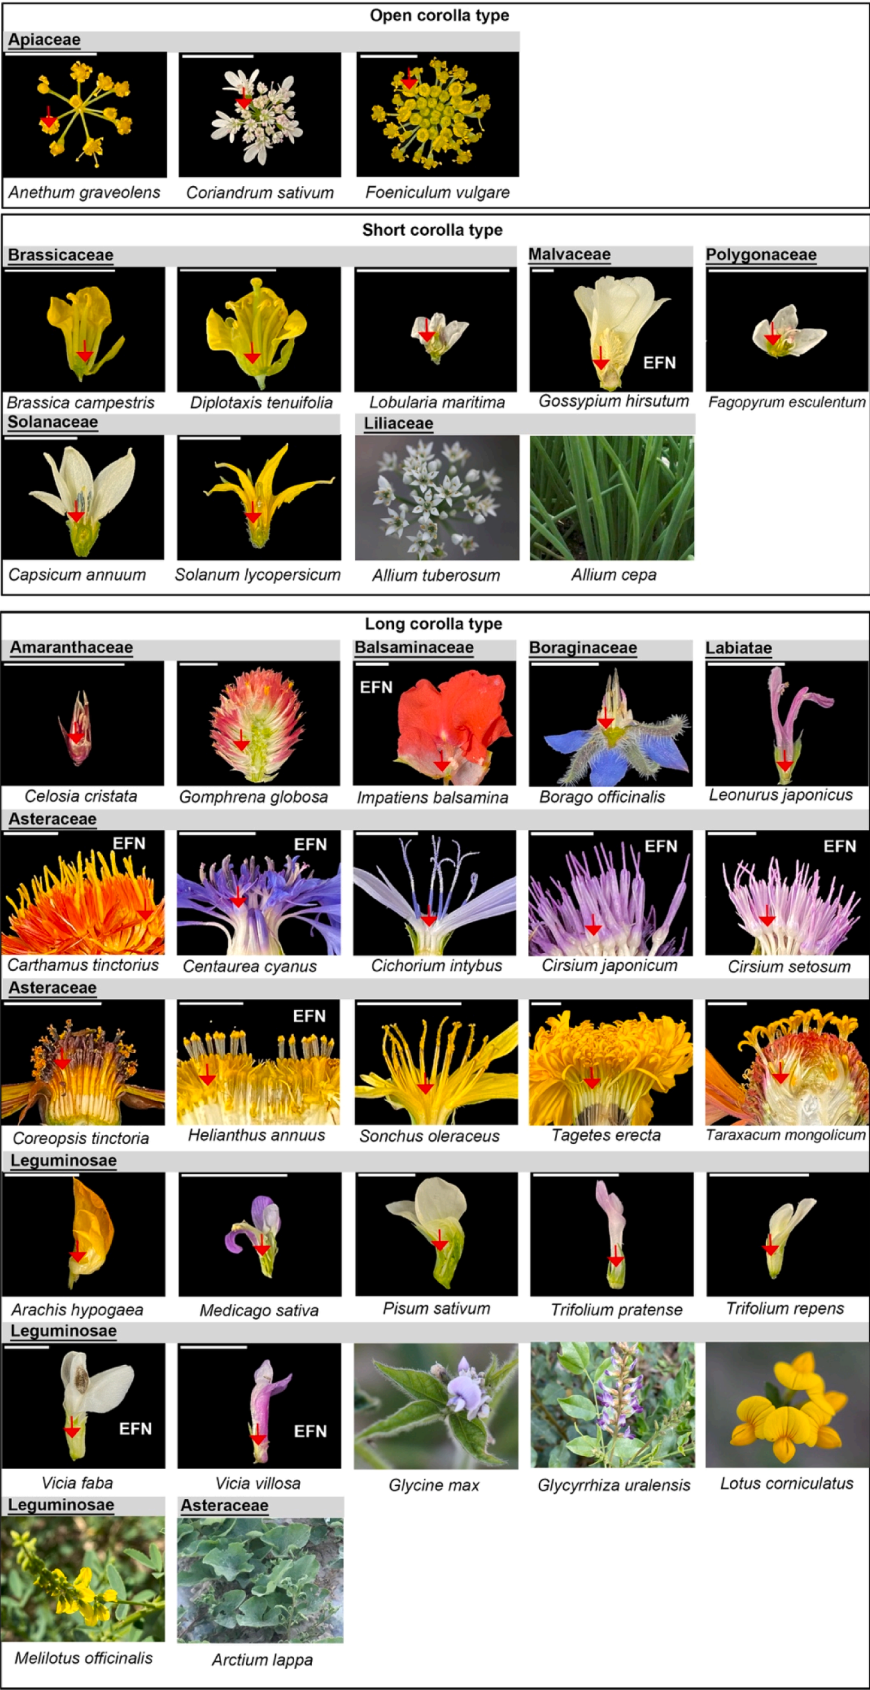 Open corolla type
Apiaceae
Anethum graveolens Coriandrum sativum Foeniculum vulgare
Short corolla type
Brassicaceae Malvaceae Polygonaceae
EFN
Brassica campestris Diplotaxis tenuifolia Lobularia maritima Gossypium hirsutum Fagopyrum esculentum
Solanaceae Liliaceae
Capsicum annuum Solanum lycopersicum Allium tuberosum Allium cepa
Long corolla type
Amaranthaceae Balsaminaceae Boraginaceae Labiatae
EFN
Celosia cristata Gomphrena globosa Impatiens balsamina Borago officinalis Leonurus japonicus
Asteraceae
EFN EFN EFN EFN
Carthamus tinctorius Centaurea cyanus Cichorium intybus Cirsium japonicum Cirsium setosum
Asteraceae
EFN
Coreopsis tinctoria Helianthus annuus Sonchus oleraceus Tagetes erecta Taraxacum mongolicum
Leguminosae
Arachis hypogaea Medicago sativa Pisum sativum Trifolium pratense Trifolium repens
Leguminosae
EFN EFN
Vicia faba Vicia villosa Glycine max Glycyrrhiza uralensis Lotus corniculatus
Leguminosae Asteraceae
Melilotus officinalis Arctium lappa